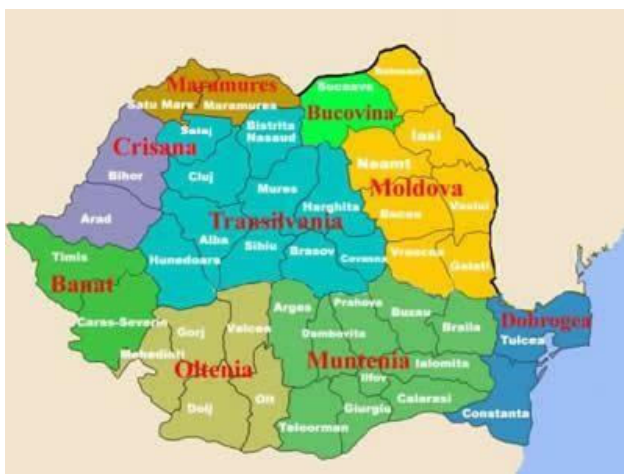 Maramures
Satu Mare
Maramures
Suceava
Botosani
Bucovina
Salaj
Bistrita
Nasaud
Iasi
Crisana
Bihor
Cluj
Neamt
Moldova
Mures
Vaslui
Harghita
Bacau
Arad
Transilvania
Alba
Sibiu
Brasov
Covasna
Hunedoara
Vrancea
Galati
Timis
Banat
Caras-Severin
Arges
Prahova
Buzau
Braila
Dobrogea
Tulcea
Gorj
Valcea
Dambovita
Mehedinti
Oltenia
Muntenia
Ialomita
Ilfov
Dolj
Olt
Giurgiu
Calarasi
Constanta
Teleorman